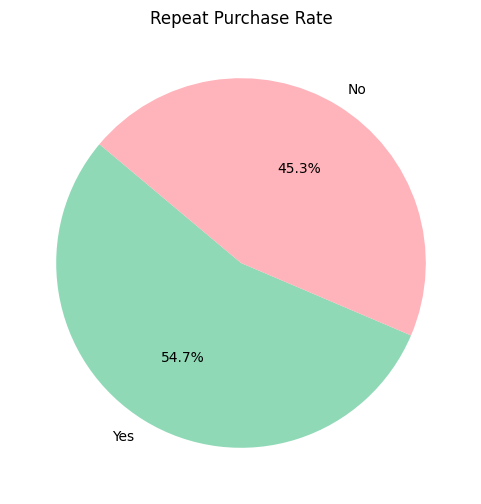 Repeat Purchase Rate
No
45.3%
54.7%
Yes